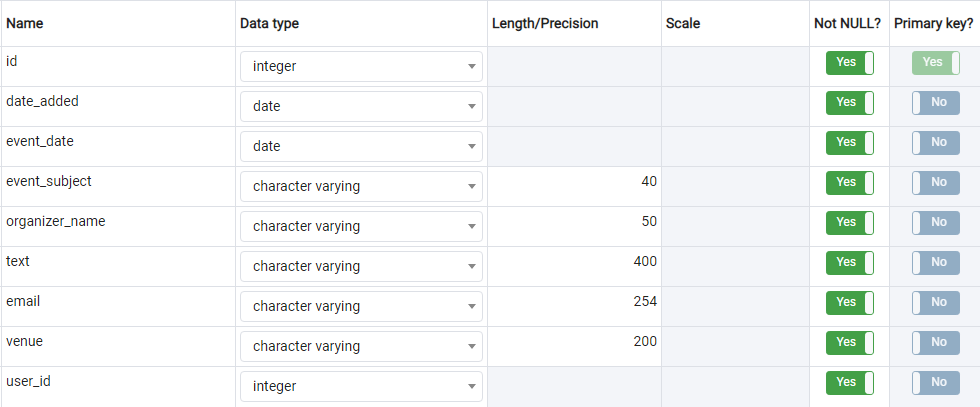 Name Data type Length/Precision Scale Not NULL? Primary key?
id integer Yes Yes
date_added date Yes No
event_date date Yes No
event_subject character varying 40 Yes No
organizer_name character varying 50 Yes No
text character varying 400 Yes No
email character varying 254 Yes No
venue character varying 200 Yes No
user_id integer Yes No